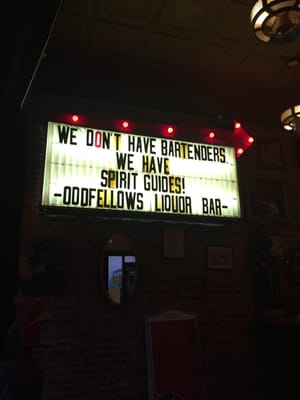 WE DON'T HAVE BARTENDERS.
WE HAVE
SPIRIT GUIDES!
-ODDFELLOWS LIQUOR BAR-